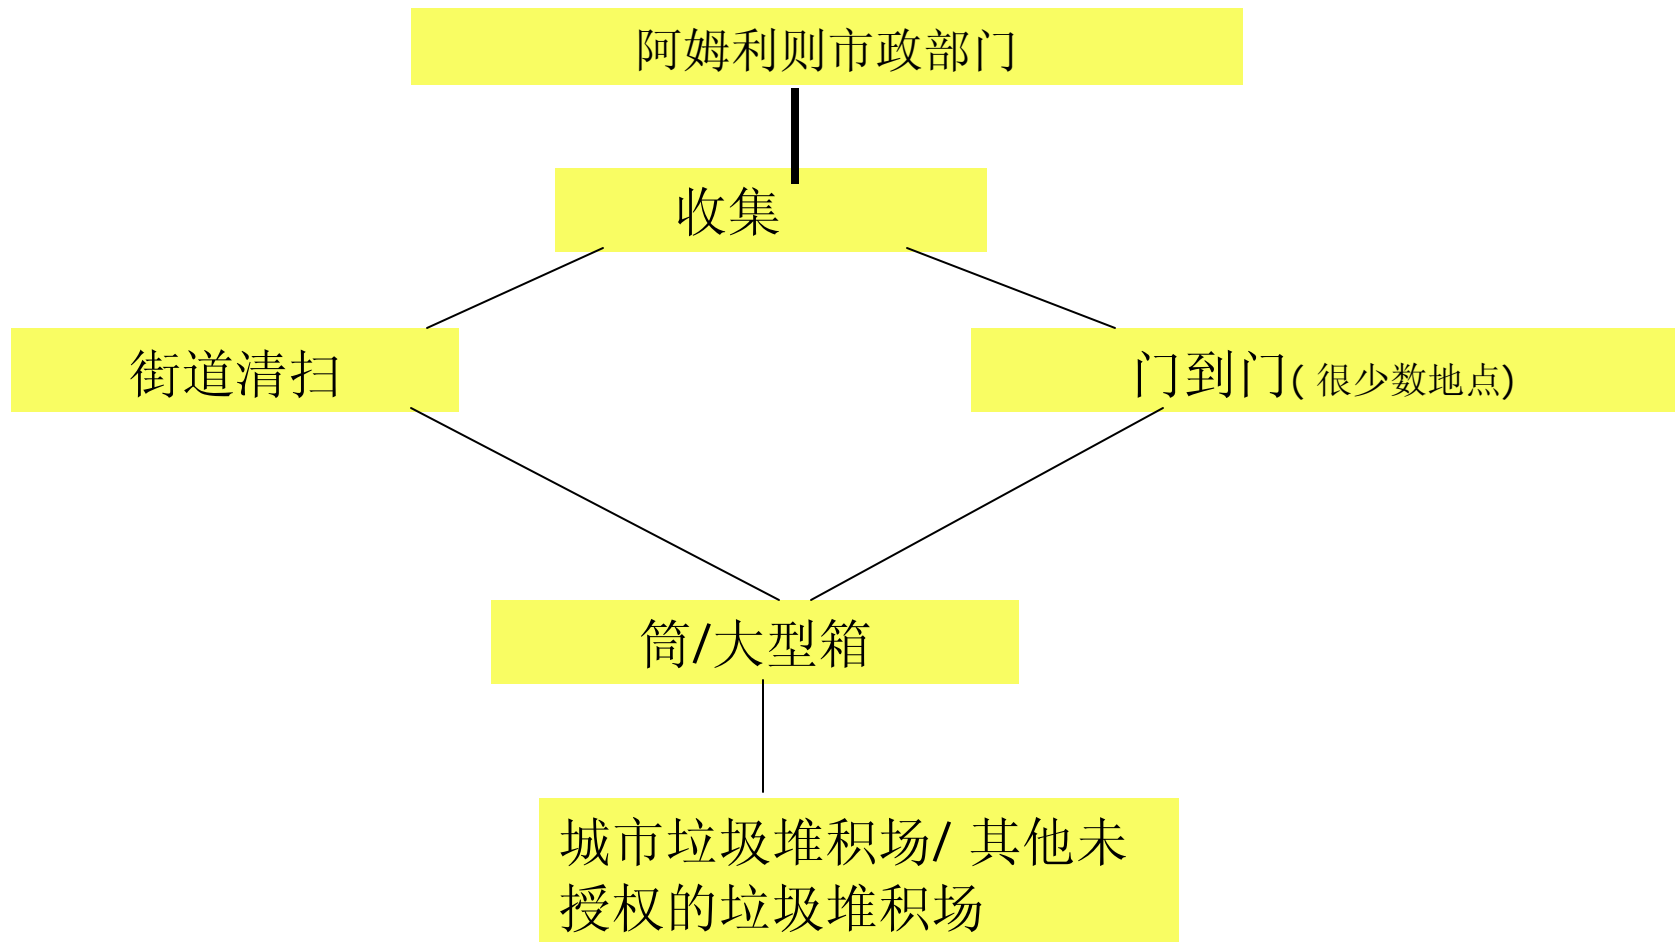 阿姆利则市政部门
收集
街道清扫
门到门( 很少数地点)
筒/大型箱
城市垃圾堆积场/ 其他未
授权的垃圾堆积场